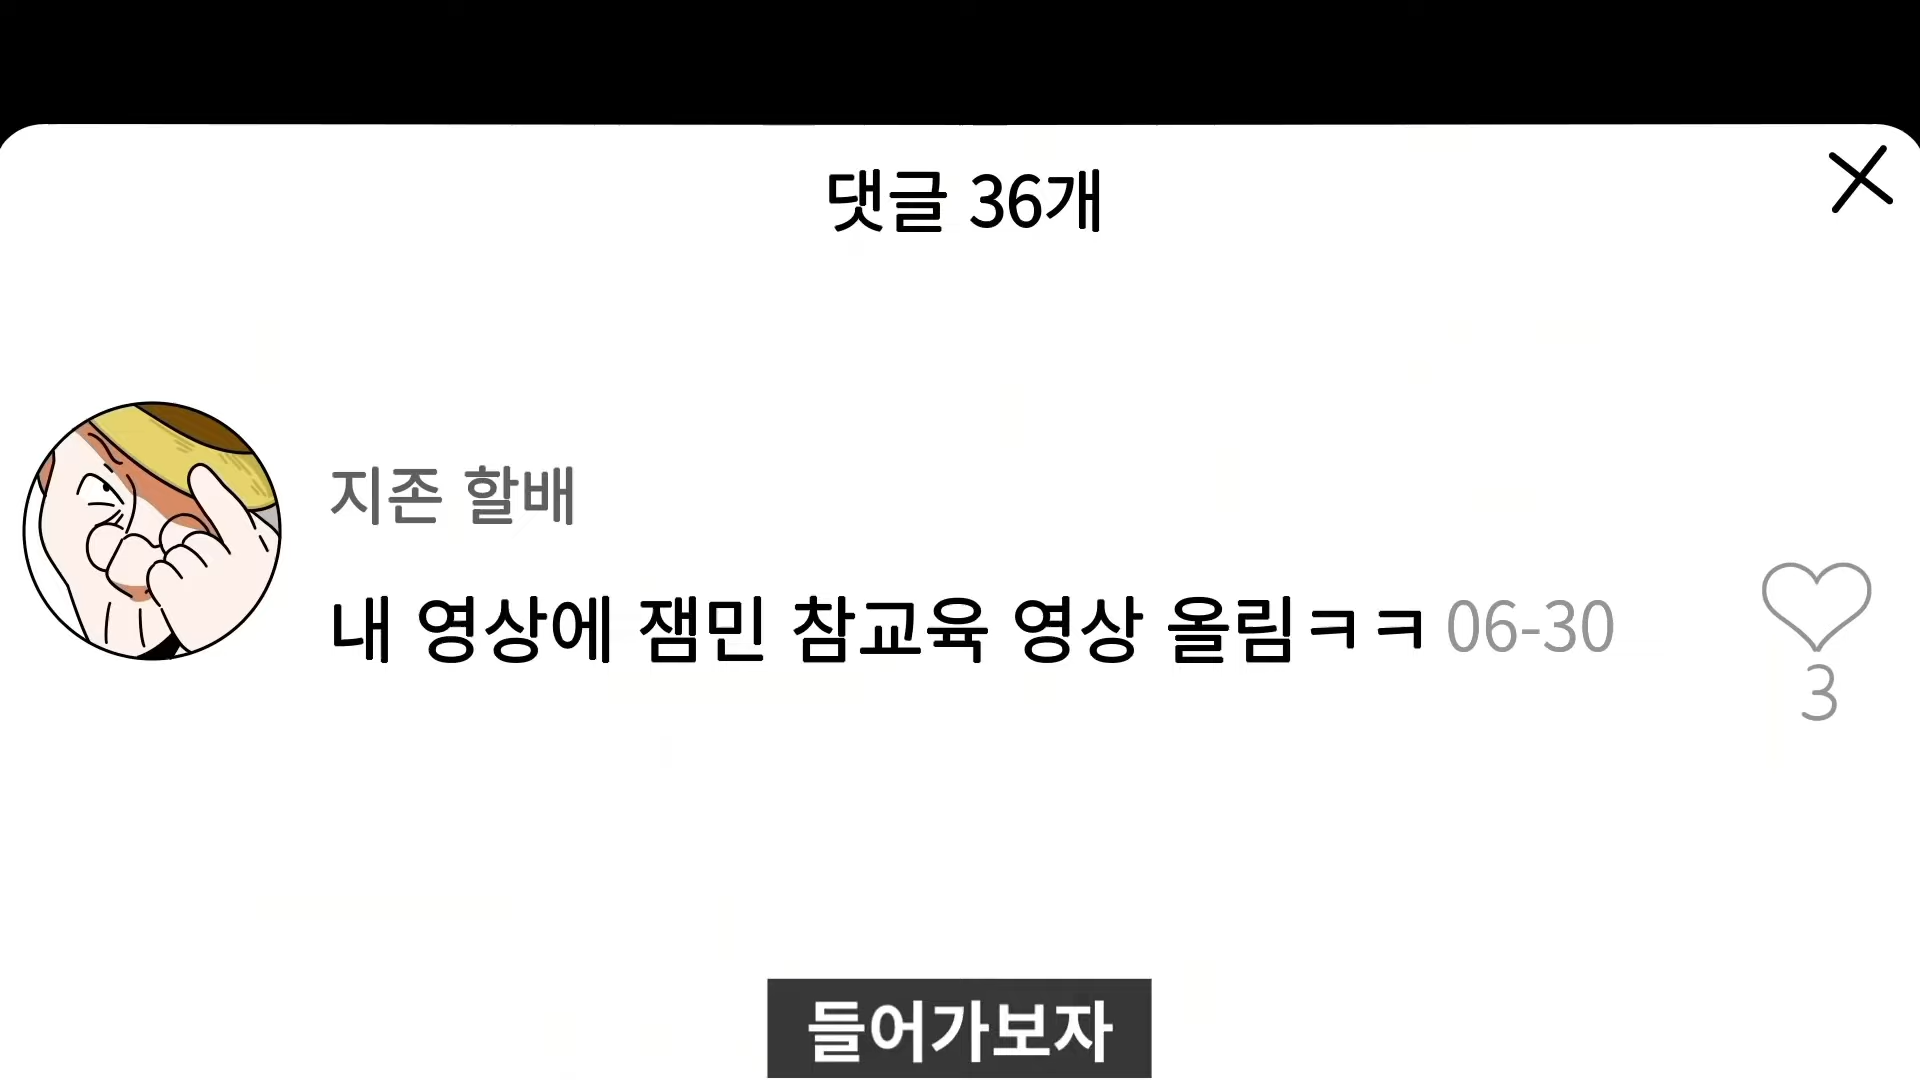 댓글 36개
지존 할배
내 영상에 잼민 참교육 영상 올림ㅋㅋ 06-30
3
들어가보자